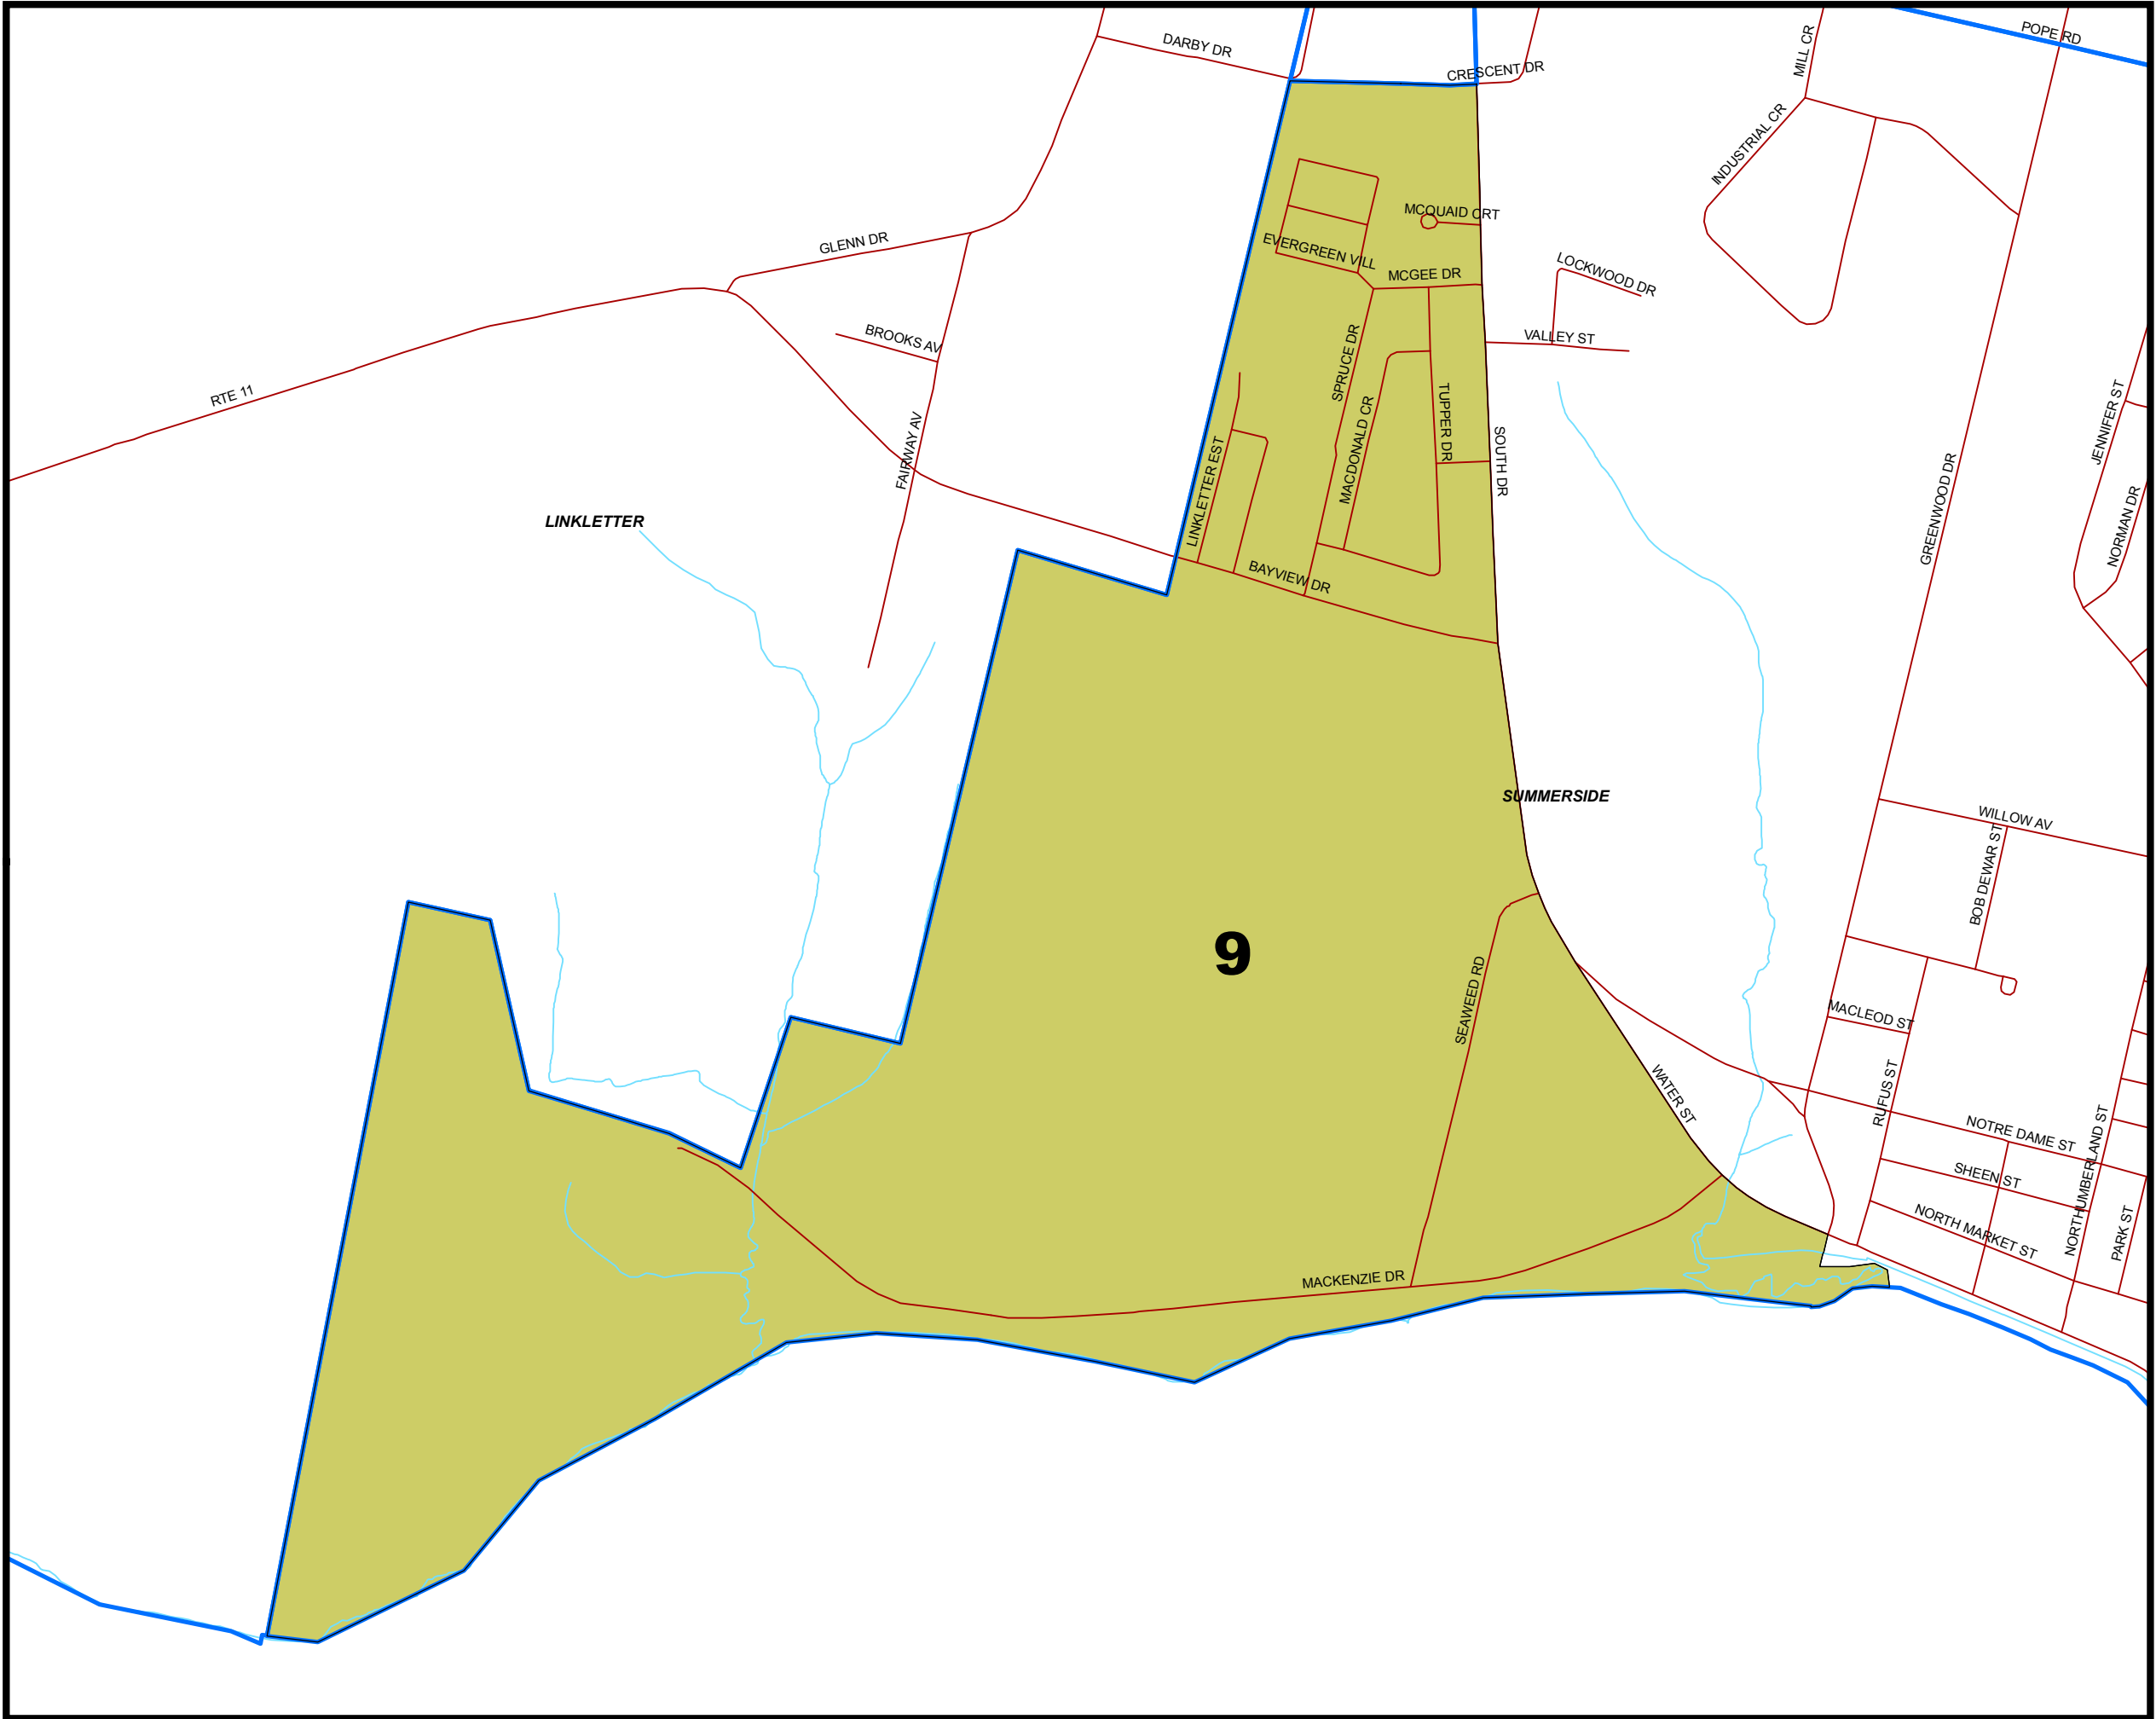 POPE RD
DARBY DR
CRESCENT DR
MILL CR
INDUSTRIAL CR
MCQUAID CRT
GLENN DR
EVERGREEN VILL
MCGEE DR
LOCKWOOD DR
BROOKS AV
VALLEY ST
SPRUCE DR
RTE 11
TUPPER DR
MACDONALD CR
JENNIFER ST
FAIRWAY AV
LINKLETTER EST
SOUTH DR
GREENWOOD DR
NORMAN DR
LINKLETTER
BAYVIEW DR
SUMMERSIDE
WILLOW AV
BOB DEWAR ST
9
SEAWEED RD
MACLEOD ST
WATER ST
RUFUS ST
NOTRE DAME ST
NORTHUMBERLAND ST
SHEEN ST
NORTH MARKET ST
PARK ST
MACKENZIE DR